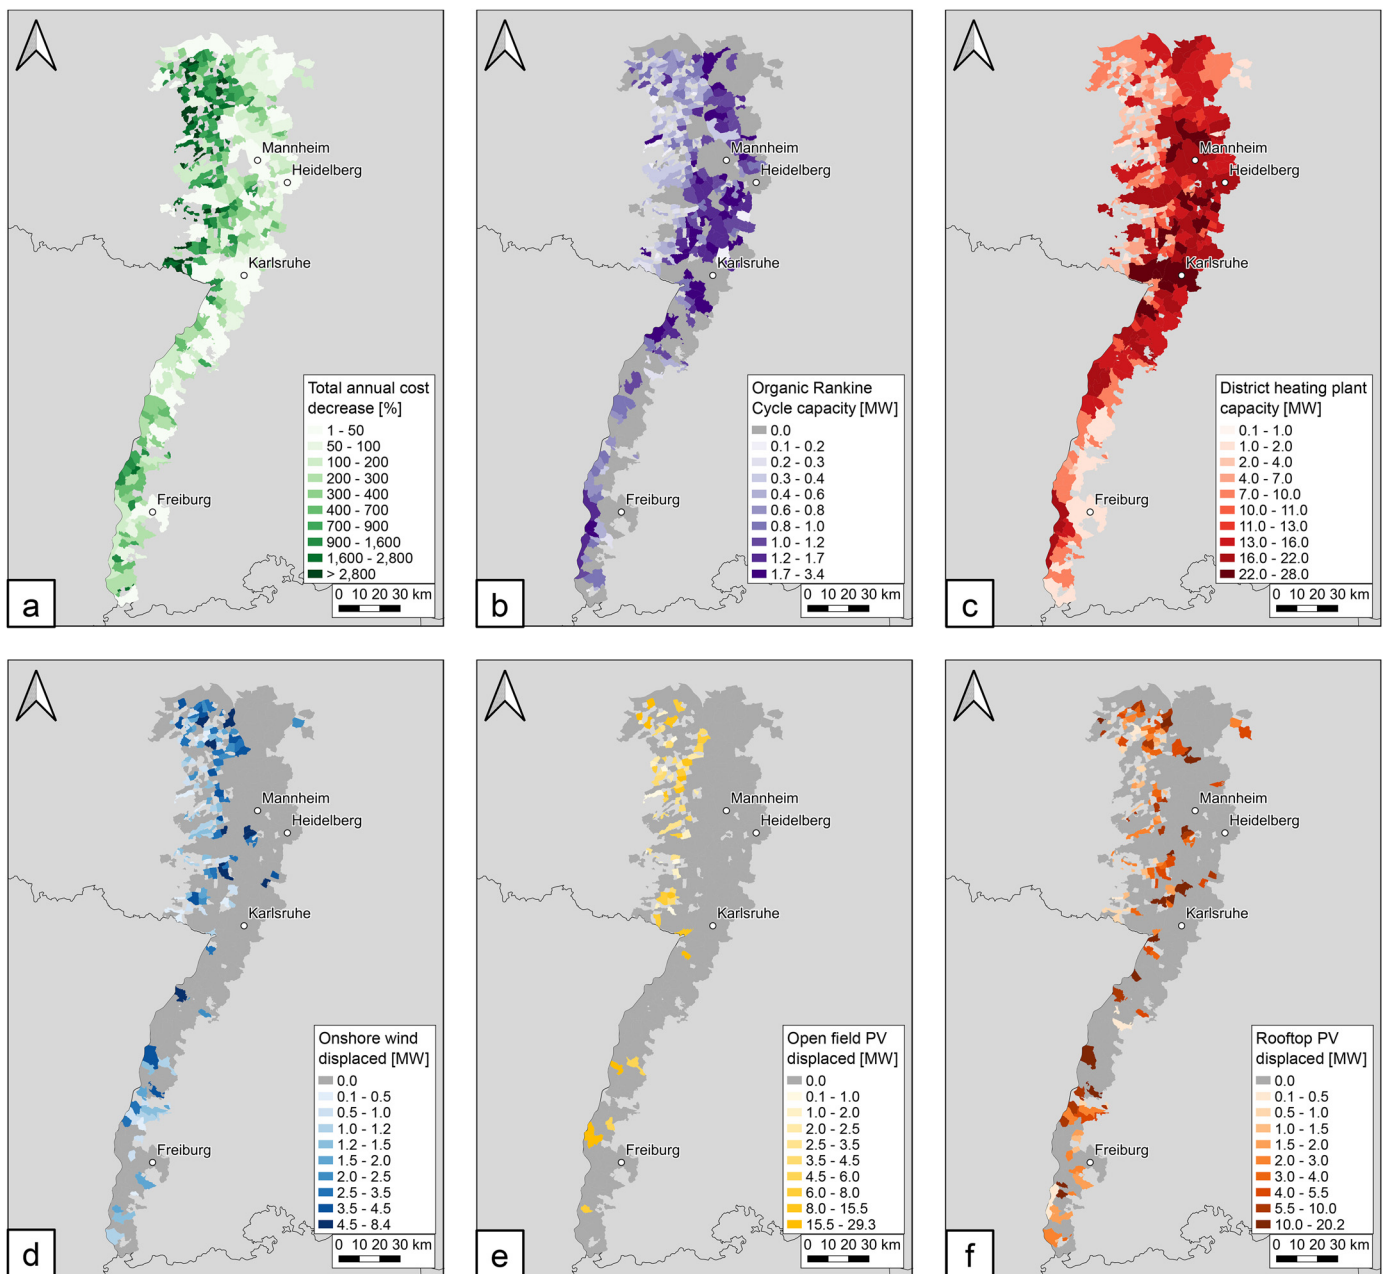 Mannheim
Heidelberg
Karlsruhe
Freiburg
Total annual cost
decrease [%]
1 - 50
50 - 100
100 - 200
200 - 300
300 - 400
400 - 700
700 - 900
900 - 1,600
1,600 - 2,800
> 2,800
0 10 20 30 km
a
Mannheim
Heidelberg
Karlsruhe
Freiburg
Organic Rankine
Cycle capacity [MW]
0.0
0.1 - 0.2
0.2 - 0.3
0.3 - 0.4
0.4 - 0.6
0.6 - 0.8
0.8 - 1.0
1.0 - 1.2
1.2 - 1.7
1.7 - 3.4
0 10 20 30 km
b
Mannheim
Heidelberg
Karlsruhe
Freiburg
District heating plant
capacity [MW]
0.1 - 1.0
1.0 - 2.0
2.0 - 4.0
4.0 - 7.0
7.0 - 10.0
10.0 - 11.0
11.0 - 13.0
13.0 - 16.0
16.0 - 22.0
22.0 - 28.0
0 10 20 30 km
c
Mannheim
Heidelberg
Karlsruhe
Freiburg
Onshore wind
displaced [MW]
0.0
0.1 - 0.5
0.5 - 1.0
1.0 - 1.2
1.2 - 1.5
1.5 - 2.0
2.0 - 2.5
2.5 - 3.5
3.5 - 4.5
4.5 - 8.4
0 10 20 30 km
d
Mannheim
Heidelberg
Karlsruhe
Freiburg
Open field PV
displaced [MW]
0.0
0.1 - 1.0
1.0 - 2.0
2.0 - 2.5
2.5 - 3.5
3.5 - 4.5
4.5 - 6.0
6.0 - 8.0
8.0 - 15.5
15.5 - 29.3
0 10 20 30 km
e
Mannheim
Heidelberg
Karlsruhe
Freiburg
Rooftop PV
displaced [MW]
0.0
0.1 - 0.5
0.5 - 1.0
1.0 - 1.5
1.5 - 2.0
2.0 - 3.0
3.0 - 4.0
4.0 - 5.5
5.5 - 10.0
10.0 - 20.2
0 10 20 30 km
f